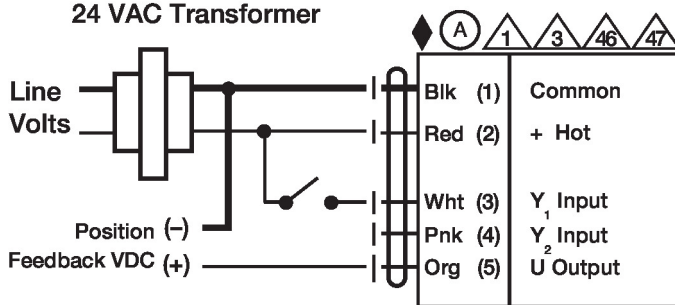 24 VAC Transformer
A 1 3 46 47
Line Volts
Blk (1) Common
Red (2) + Hot
Wht (3) Y1 Input
Position (–)
Pnk (4) Y2 Input
Feedback VDC (+)
Org (5) U Output